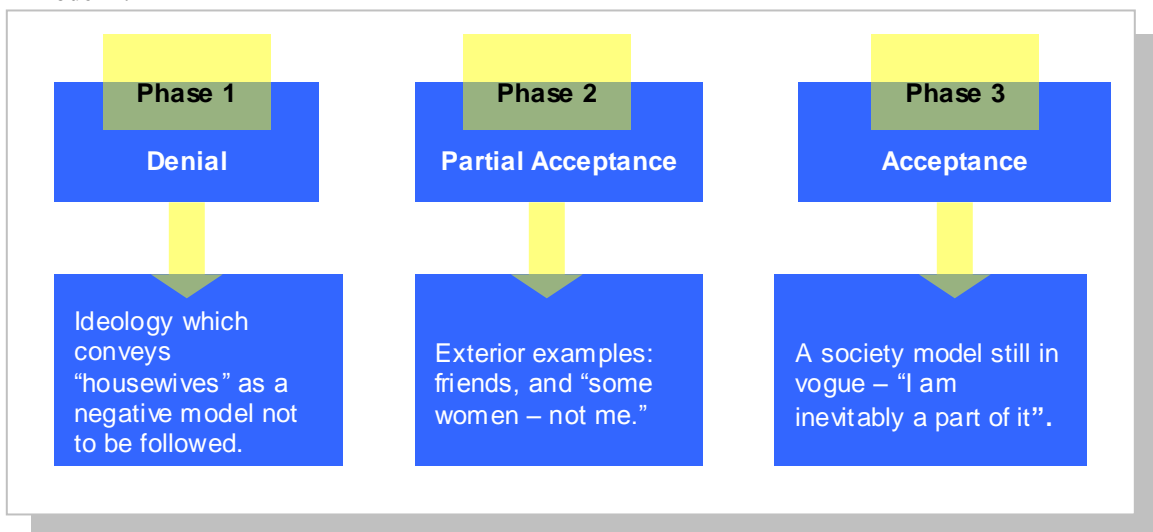 Phase 1
Denial
Phase 2
Partial Acceptance
Phase 3
Acceptance
Ideology which
conveys
“housewives” as a
negative model not
to be followed.
Exterior examples:
friends, and “some
women – not me.”
A society model still in
vogue – “I am
inevitably a part of it”.